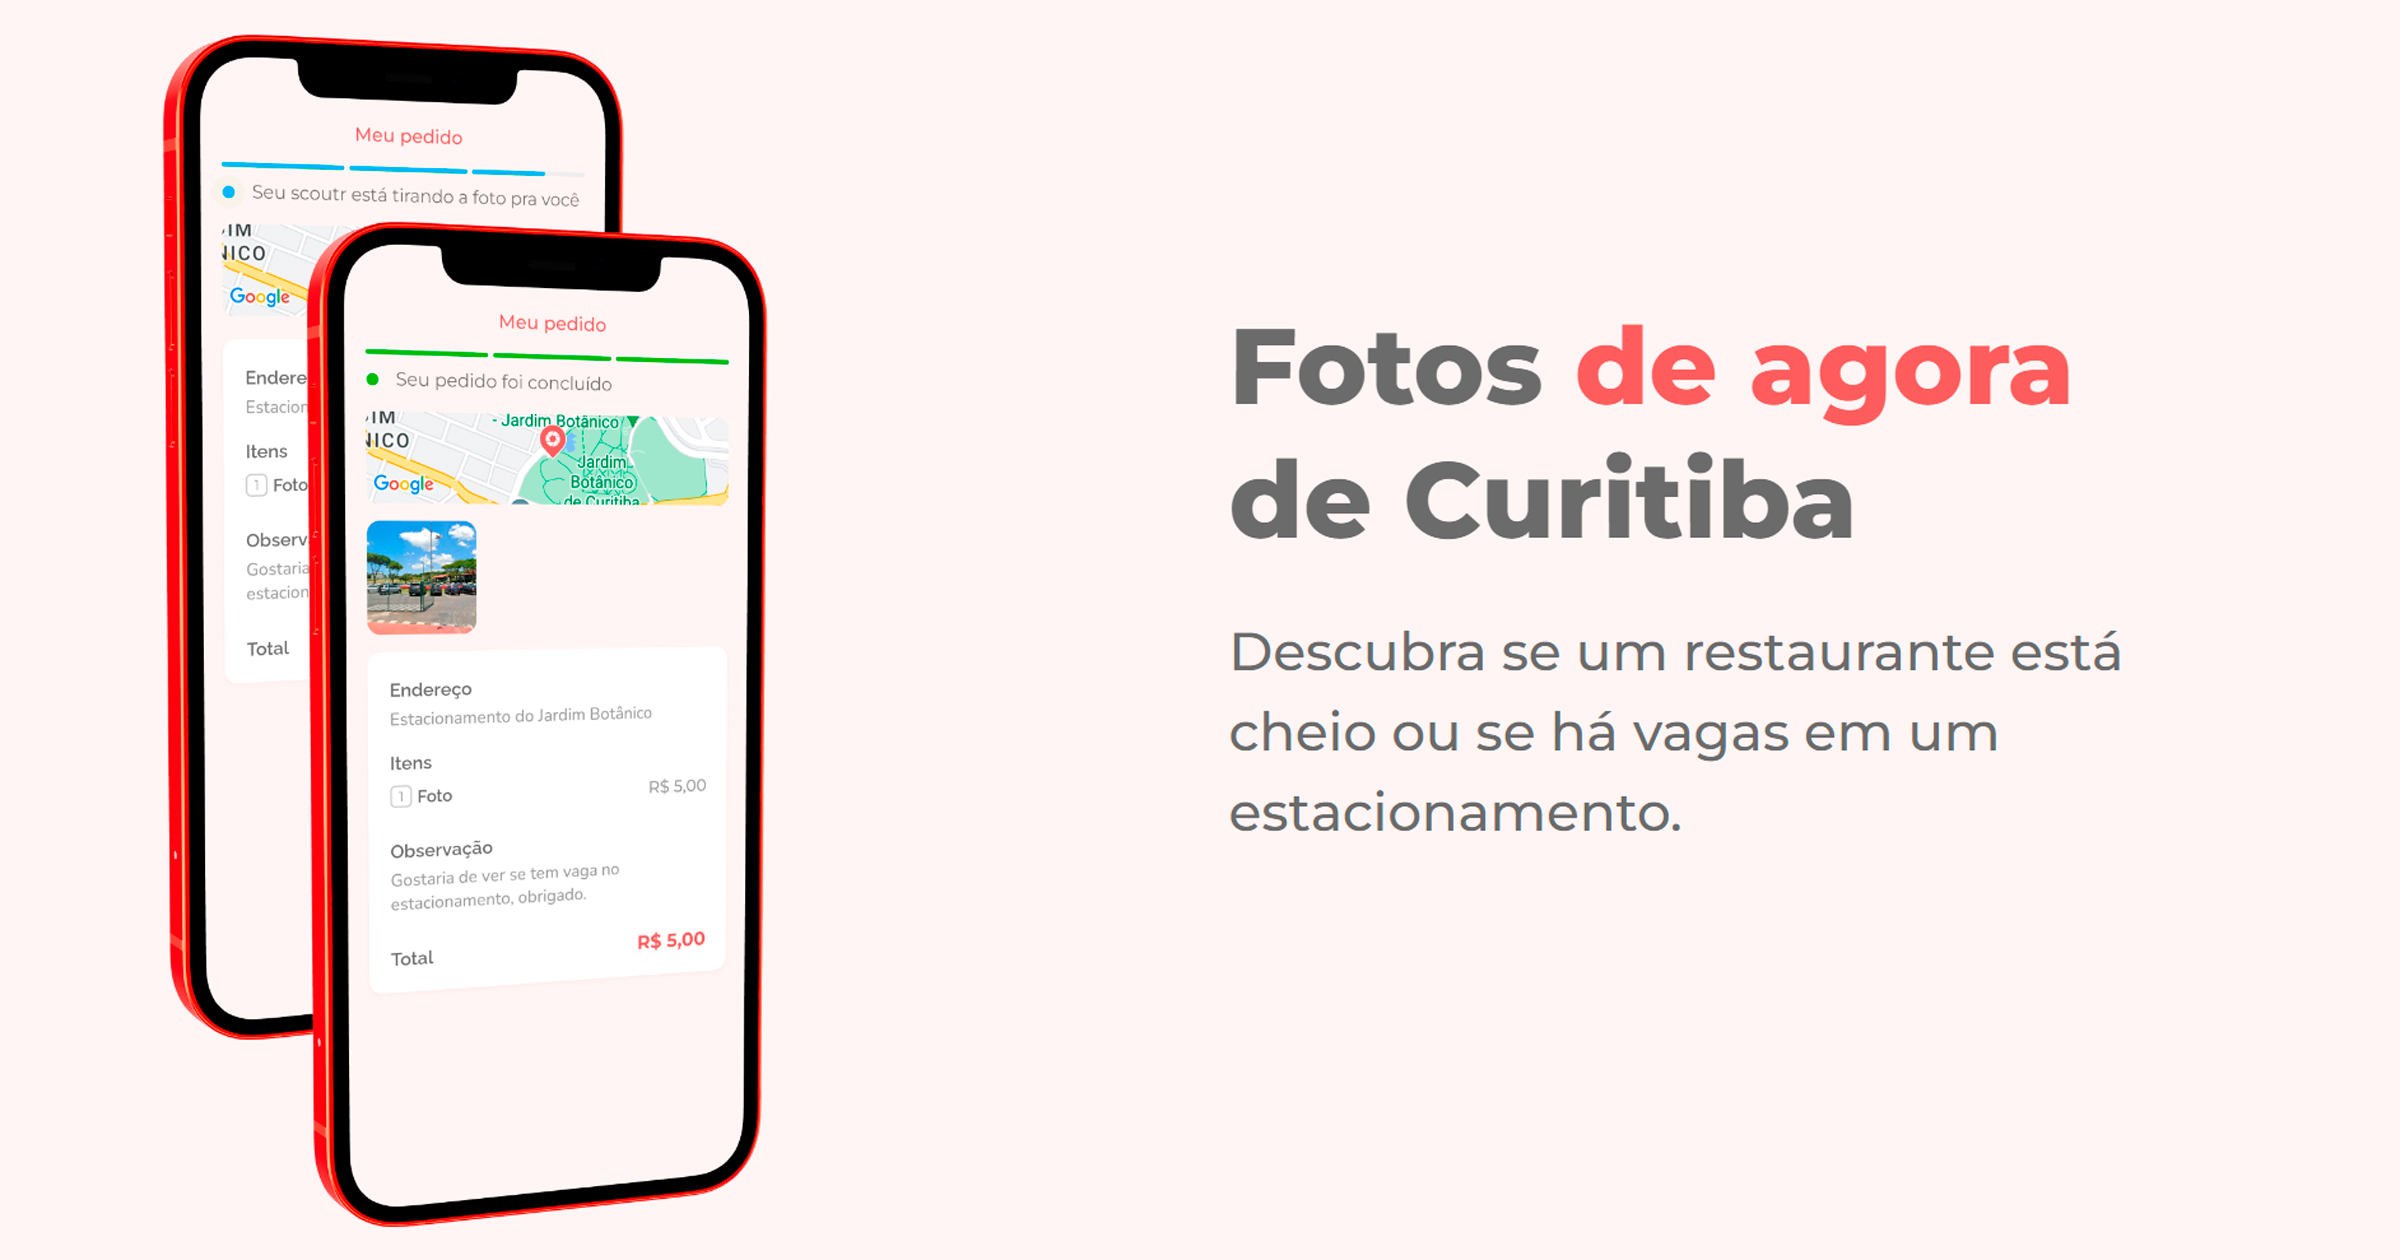 Meu pedido
Seu scoutr está tirando a foto pra você
IM
NICO
Google
Endere
Estacion
Itens
1 Foto
Observ
Gostaria
estacion
Total
Meu pedido
Seu pedido foi concluído
IM
NICO
- Jardim Botânico
Jardim
Botânico
de Curitiba
Google
Endereço
Estacionamento do Jardim Botânico
Itens
1 Foto R$ 5,00
Observação
Gostaria de ver se tem vaga no
estacionamento, obrigado.
Total R$ 5,00
Fotos de agora
de Curitiba
Descubra se um restaurante está
cheio ou se há vagas em um
estacionamento.